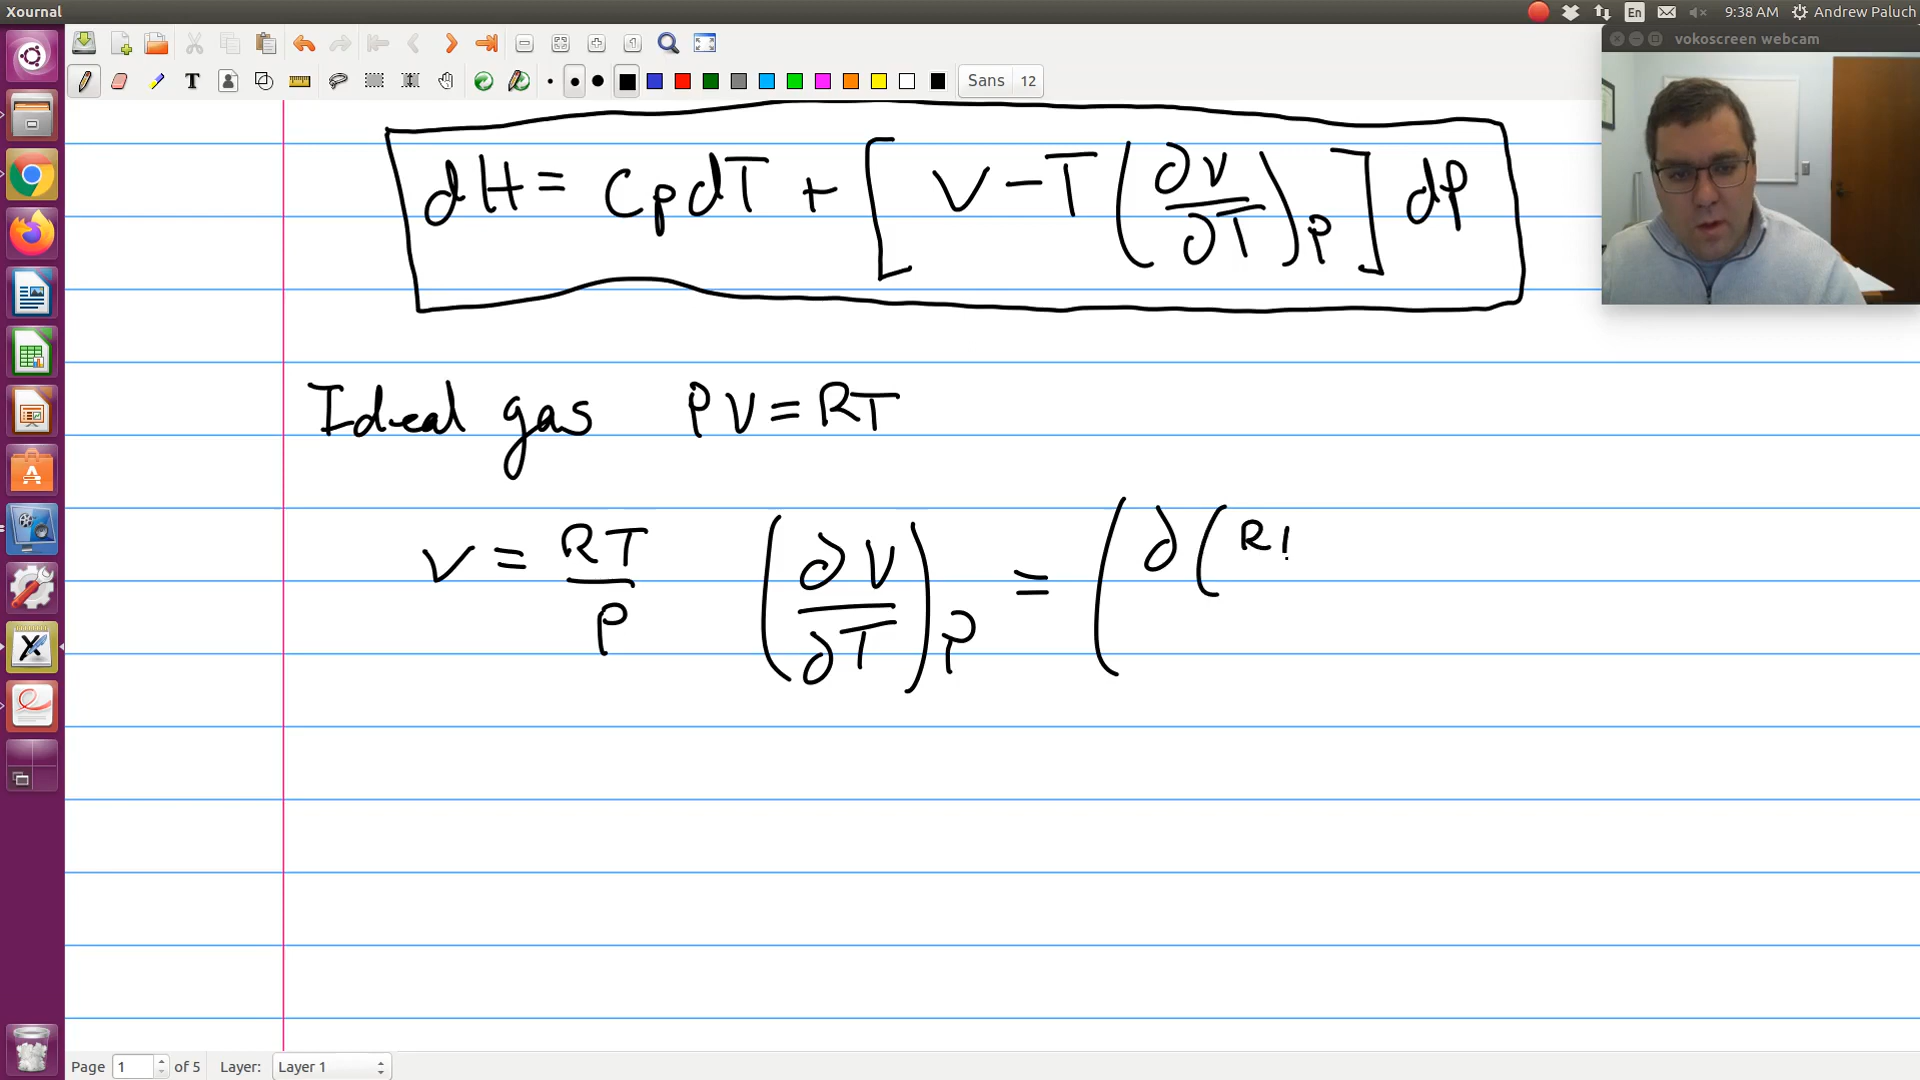 Xournal
En
9:38 AM
Andrew Paluch
vokoscreen webcam
T
Sans 12
dH = CpdT + [ V - T (∂V/∂T)P ] dP
Ideal gas PV = RT
V = RT/P (∂V/∂T)P = (∂(R
Page 1 of 5 Layer: Layer 1